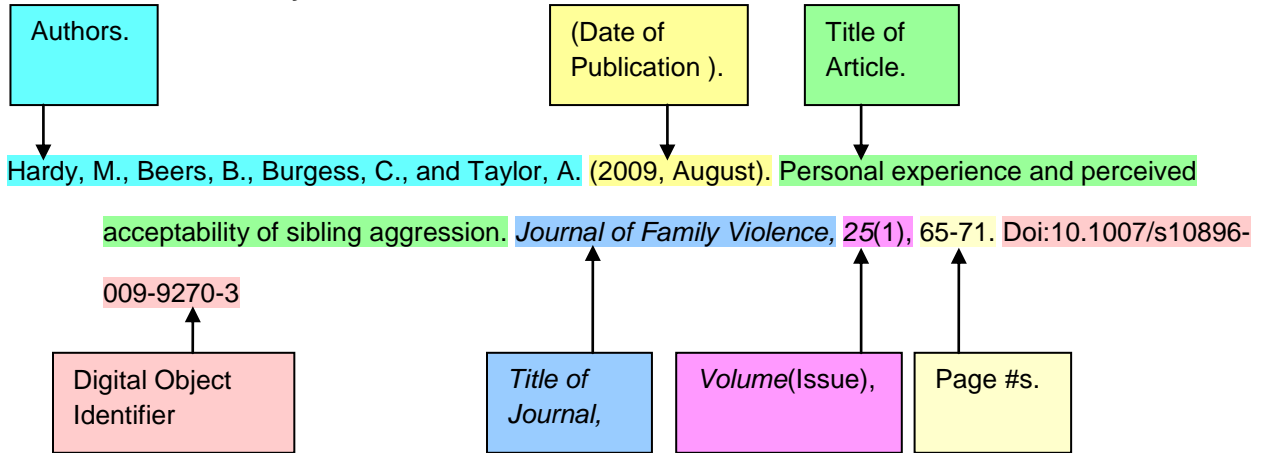 Authors.
(Date of
Publication ).
Title of
Article.
Hardy, M., Beers, B., Burgess, C., and Taylor, A. (2009, August). Personal experience and perceived
acceptability of sibling aggression. Journal of Family Violence, 25(1), 65-71. Doi:10.1007/s10896-
009-9270-3
Digital Object
Identifier
Title of
Journal,
Volume(Issue),
Page #s.